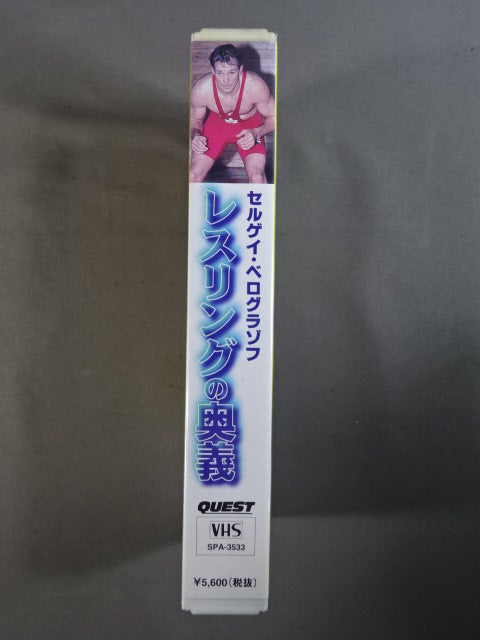 セルゲイ・ベログラゾフ
レスリングの奥義
QUEST
VHS
SPA-3533
¥5,600(税抜)